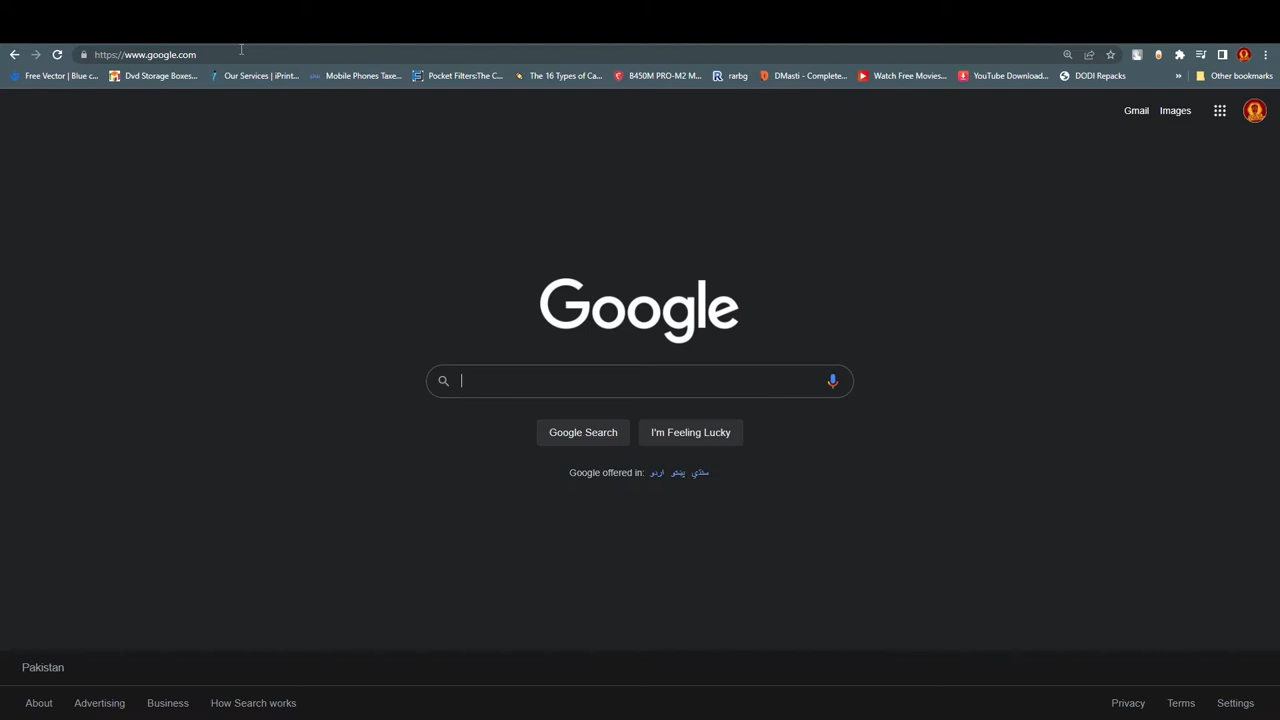 https://www.google.com
Free Vector | Blue c...
Dvd Storage Boxes...
Our Services | iPrint...
Mobile Phones Taxe...
Pocket Filters:The C...
The 16 Types of Ca...
B450M PRO-M2 M...
rarbg
DMasti - Complete...
Watch Free Movies...
YouTube Download...
DODI Repacks
»
Other bookmarks
Gmail
Images
Google
Google Search
I'm Feeling Lucky
Google offered in: اردو پښتو سنڌي
Pakistan
About
Advertising
Business
How Search works
Privacy
Terms
Settings